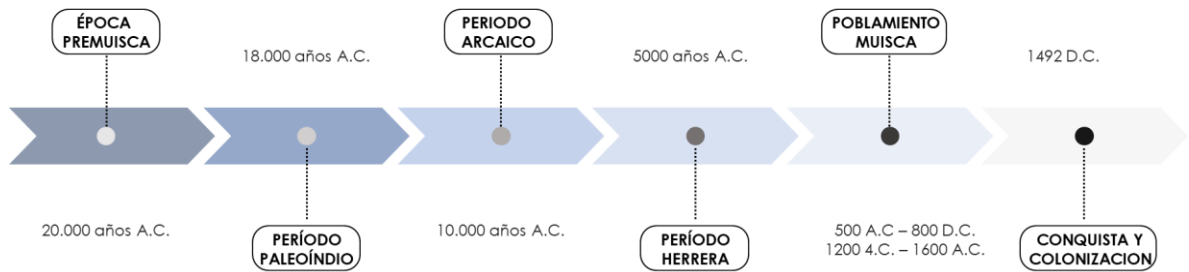 ÉPOCA
PREMUISCA
18.000 años A.C.
PERIODO
ARCAICO
5000 años A.C.
POBLAMIENTO
MUISCA
1492 D.C.
20.000 años A.C.
PERÍODO
PALEOÍNDIO
10.000 años A.C.
PERÍODO
HERRERA
500 A.C – 800 D.C.
1200 4.C. – 1600 A.C.
CONQUISTA Y
COLONIZACION